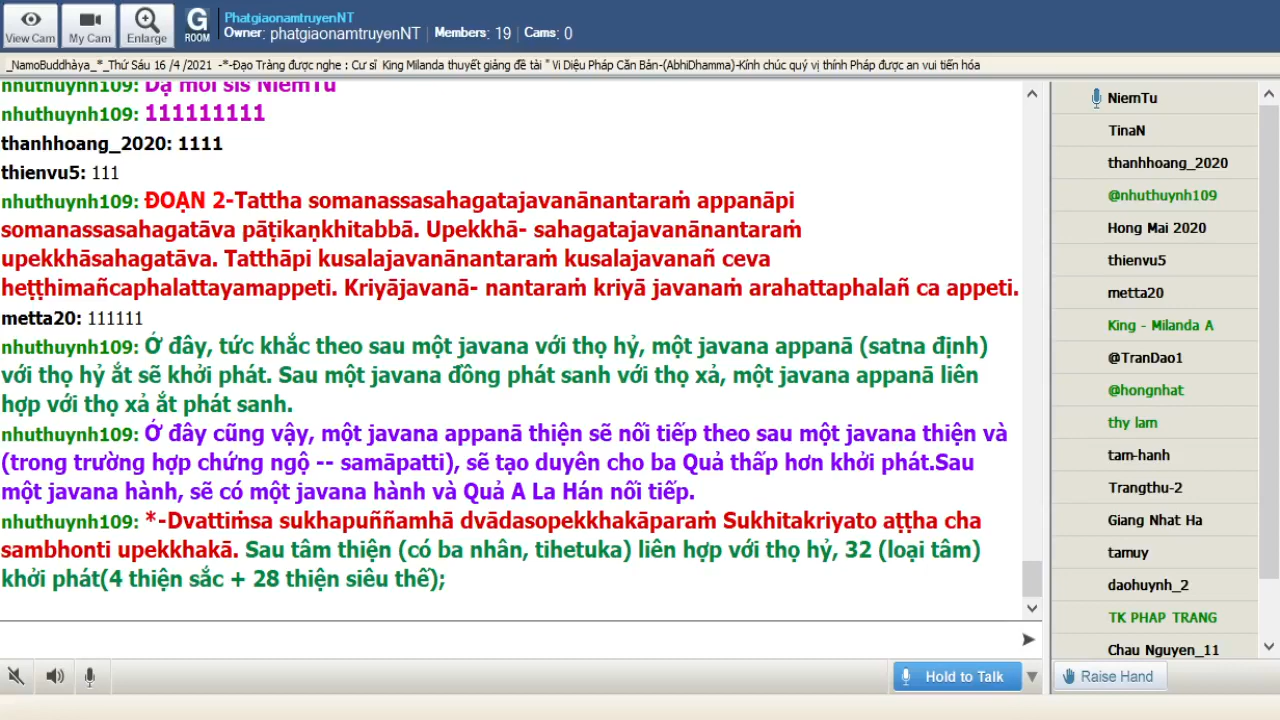 View Cam
My Cam
Enlarge
G
ROOM
PhatgiaonamtruyenNT
Owner: phatgiaonamtruyenNT | Members: 19 | Cams: 0
_NamoBuddhàya_*_Thứ Sáu 16 /4 /2021 -*-Đạo Tràng được nghe : Cư sĩ King Milanda thuyết giảng đề tài " Vi Diệu Pháp Căn Bản-(AbhiDhamma)-Kính chúc quý vị thính Pháp được an vui tiến hóa
nhuthuynh109: Dạ mời sis NiemTu
nhuthuynh109: 111111111
thanhhoang_2020: 1111
thienvu5: 111
nhuthuynh109: ĐOẠN 2-Tattha somanassasahagatajavanānantaraṁ appanāpi
somanassasahagatāva pāṭikaṇkhitabbā. Upekkhā- sahagatajavanānantaraṁ
upekkhāsahagatāva. Tatthāpi kusalajavanānantaraṁ kusalajavanañ ceva
heṭṭhimañcaphalattayamappeti. Kriyājavanā- nantaraṁ kriyā javanaṁ arahattaphalañ ca appeti.
metta20: 111111
nhuthuynh109: Ớ đây, tức khắc theo sau một javana với thọ hỷ, một javana appanā (satna định)
với thọ hỷ ắt sẽ khởi phát. Sau một javana đồng phát sanh với thọ xả, một javana appanā liên
hợp với thọ xả ắt phát sanh.
nhuthuynh109: Ớ đây cũng vậy, một javana appanā thiện sẽ nối tiếp theo sau một javana thiện và
(trong trường hợp chứng ngộ -- samāpatti), sẽ tạo duyên cho ba Quả thấp hơn khởi phát.Sau
một javana hành, sẽ có một javana hành và Quả A La Hán nối tiếp.
nhuthuynh109: *-Dvattiṁsa sukhapuññamhā dvādasopekkhakāparaṁ Sukhitakriyato aṭṭha cha
sambhonti upekkhakā. Sau tâm thiện (có ba nhân, tihetuka) liên hợp với thọ hỷ, 32 (loại tâm)
khởi phát(4 thiện sắc + 28 thiện siêu thế);
NiemTu
TinaN
thanhhoang_2020
@nhuthuynh109
Hong Mai 2020
thienvu5
metta20
King - Milanda A
@TranDao1
@hongnhat
thy lam
tam-hanh
Trangthu-2
Giang Nhat Ha
tamuy
daohuynh_2
TK PHAP TRANG
Chau Nguyen_11
Hold to Talk
Raise Hand